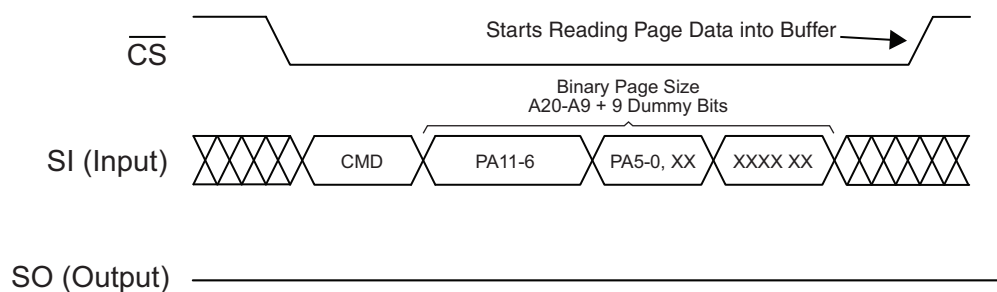 Starts Reading Page Data into Buffer
CS
Binary Page Size
A20-A9 + 9 Dummy Bits
SI (Input)
CMD
PA11-6
PA5-0, XX
XXXX XX
SO (Output)